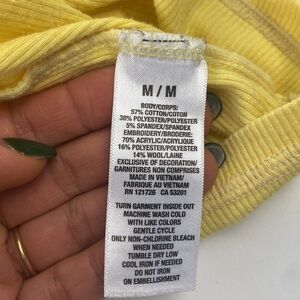 M / M
BODY/CORPS:
57% COTTON/COTON
38% POLYESTER/POLYESTER
5% SPANDEX/SPANDEX
EMBROIDERY/BRODERIE:
70% ACRYLIC/ACRYLIQUE
16% POLYESTER/POLYESTER
14% WOOL/LAINE
EXCLUSIVE OF DECORATION/
GARNITURES NON COMPRISES
MADE IN VIETNAM/
FABRIQUE AU VIETNAM
RN 121726 CA 53201
TURN GARMENT INSIDE OUT
MACHINE WASH COLD
WITH LIKE COLORS
GENTLE CYCLE
ONLY NON-CHLORINE BLEACH
WHEN NEEDED
TUMBLE DRY LOW
COOL IRON IF NEEDED
DO NOT IRON
ON EMBELLISHMENT